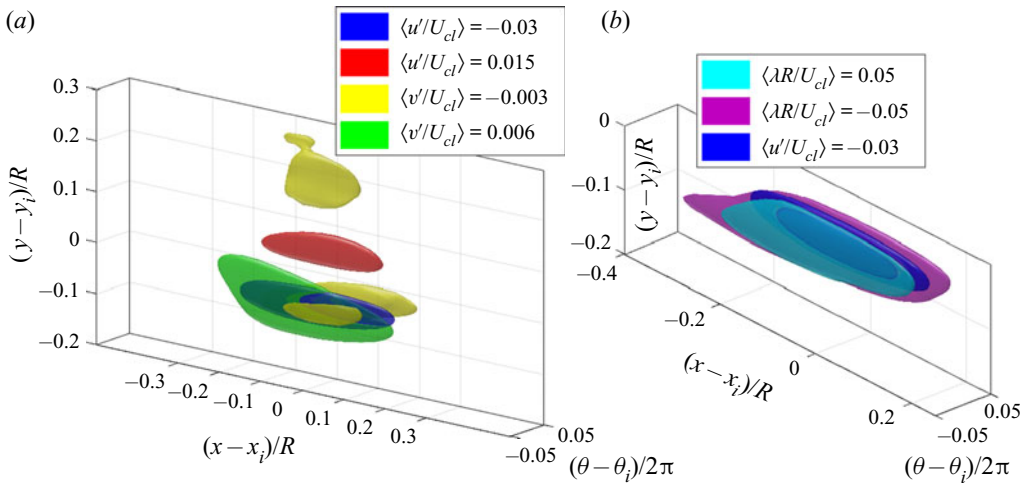 (a)
⟨u′/U_cl⟩ = −0.03
⟨u′/U_cl⟩ = 0.015
⟨v′/U_cl⟩ = −0.003
⟨v′/U_cl⟩ = 0.006
0.3
0.2
0.1
0
−0.1
−0.2
(y – y_i)/R
−0.3
−0.2
−0.1
0
0.1
0.2
0.3
(x – x_i)/R
−0.05
0.05
(θ – θ_i)/2π
(b)
⟨λR/U_cl⟩ = 0.05
⟨λR/U_cl⟩ = −0.05
⟨u′/U_cl⟩ = −0.03
0
−0.1
−0.2
(y – y_i)/R
−0.4
−0.2
0
0.2
(x – x_i)/R
−0.05
0.05
(θ – θ_i)/2π